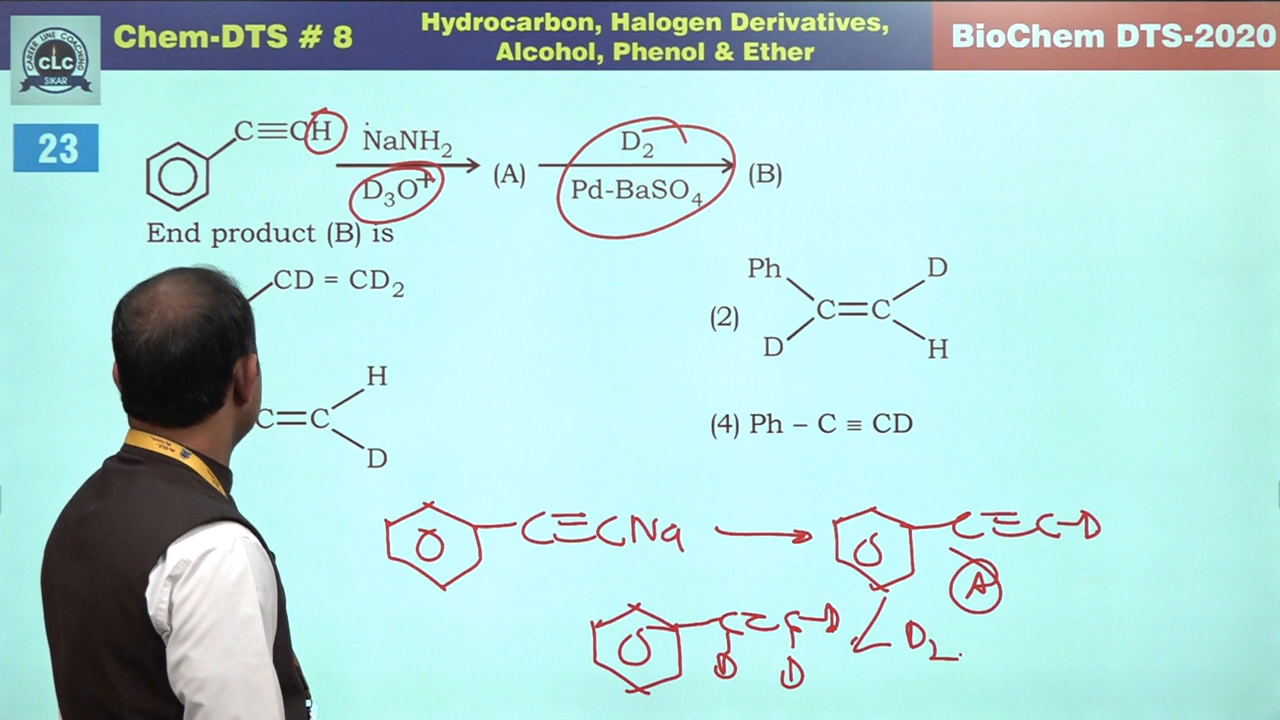 Chem-DTS # 8
Hydrocarbon, Halogen Derivatives,
Alcohol, Phenol & Ether
BioChem DTS-2020
CAREER LINE COACHING
CLC
SIKAR
23
C≡CH
NaNH₂
D₃O⁺
(A)
D₂
Pd-BaSO₄
(B)
End product (B) is
CD = CD₂
(2)
Ph
D
C=C
D
H
H
C=C
D
(4) Ph – C ≡ CD
C≡CNa
C≡C-D
A
C=C-D
D
D
D₂